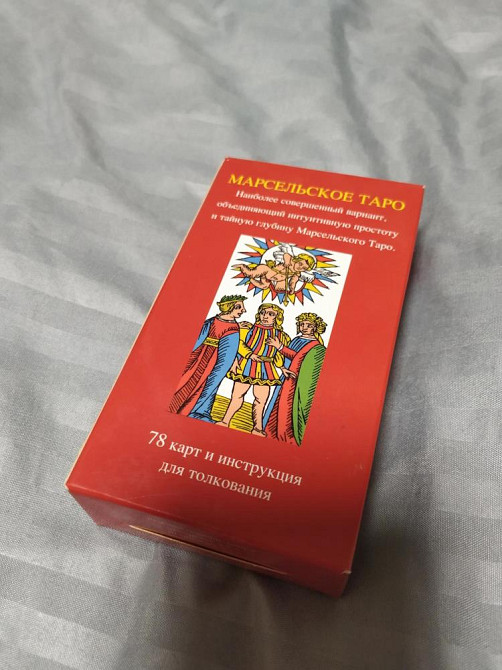 МАРСЕЛЬСКОЕ ТАРО
Наиболее совершенный вариант,
объединяющий интуитивную простоту
и тайную глубину Марсельского Таро.
78 карт и инструкция
для толкования